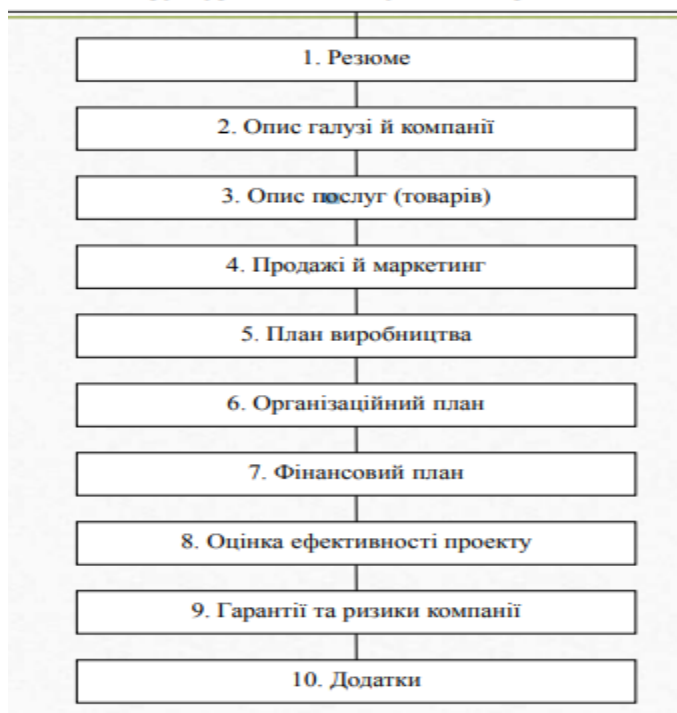 1. Резюме
2. Опис галузі й компанії
3. Опис послуг (товарів)
4. Продажі й маркетинг
5. План виробництва
6. Організаційний план
7. Фінансовий план
8. Оцінка ефективності проекту
9. Гарантії та ризики компанії
10. Додатки